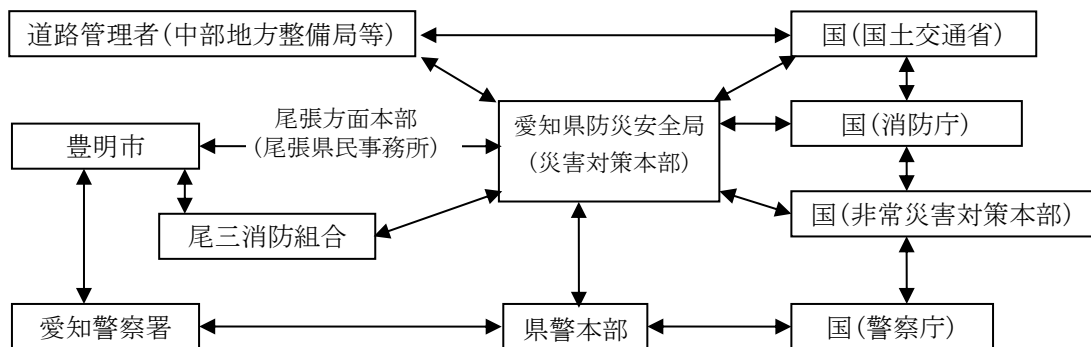 道路管理者(中部地方整備局等)
国(国土交通省)
尾張方面本部
(尾張県民事務所)
愛知県防災安全局
(災害対策本部)
国(消防庁)
豊明市
尾三消防組合
国(非常災害対策本部)
愛知警察署
県警本部
国(警察庁)